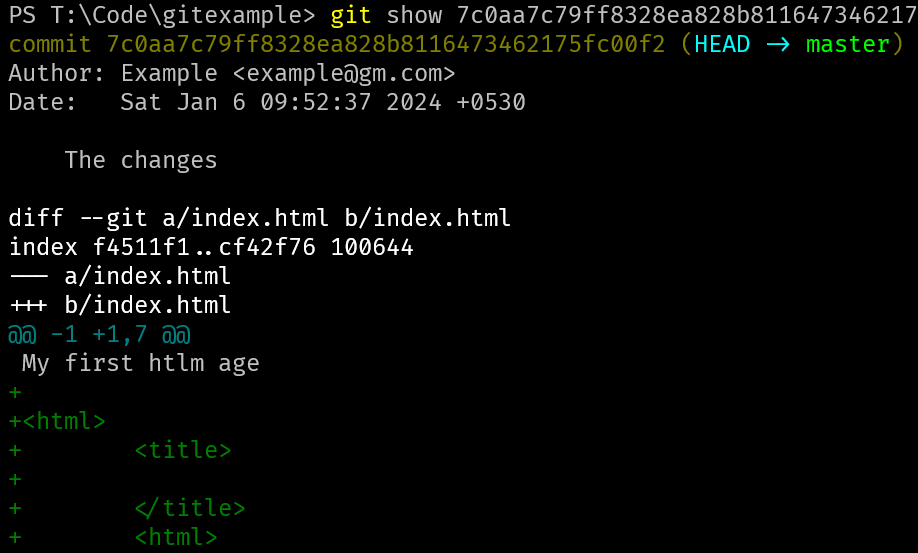 PS T:\Code\gitexample> git show 7c0aa7c79ff8328ea828b811647346217
commit 7c0aa7c79ff8328ea828b8116473462175fc00f2 (HEAD -> master)
Author: Example <example@gm.com>
Date:   Sat Jan 6 09:52:37 2024 +0530

    The changes

diff --git a/index.html b/index.html
index f4511f1..cf42f76 100644
--- a/index.html
+++ b/index.html
@@ -1 +1,7 @@
 My first htlm age
+
+<html>
+        <title>
+
+        </title>
+        <html>